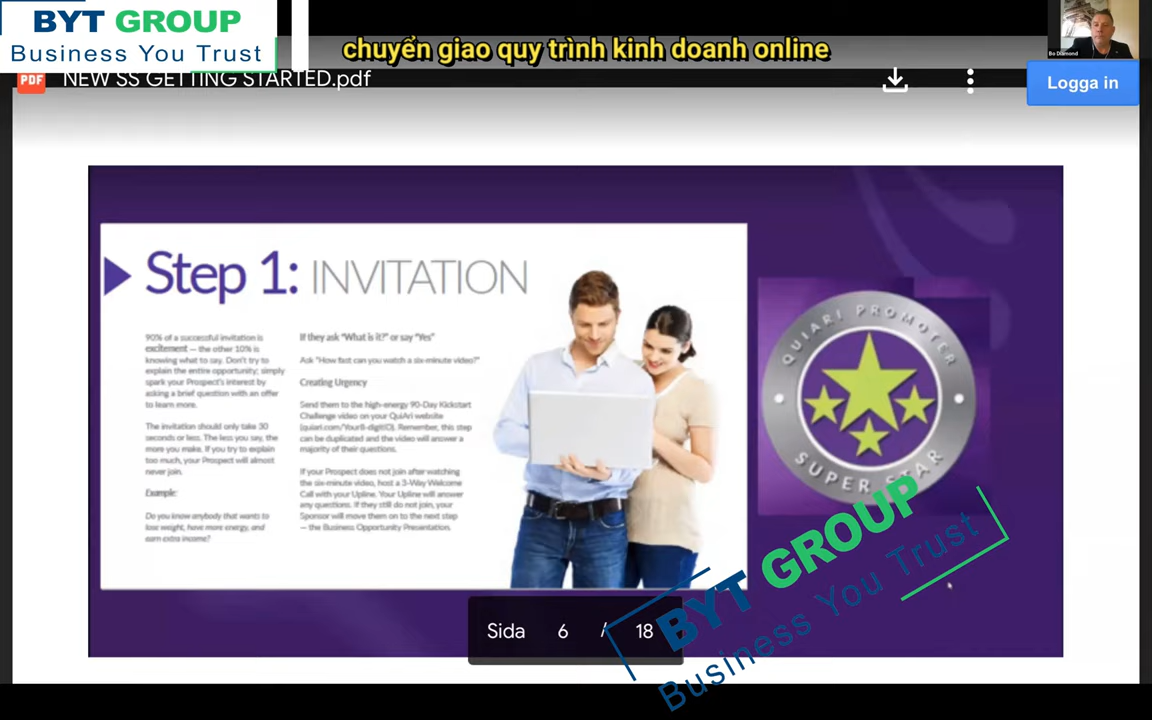 BYT GROUP
Business You Trust
chuyển giao quy trình kinh doanh online
Bo Diamond
PDF
NEW SS GETTING STARTED.pdf
Logga in
Step 1: INVITATION
90% of a successful invitation is
excitement — the other 10% is
knowing what to say. Don't try to
explain the entire opportunity; simply
spark your Prospect's interest by
asking a brief question with an offer
to learn more.
The invitation should only take 30
seconds or less. The less you say, the
more you make. If you try to explain
too much, your Prospect will almost
never join.
Example:
Do you know anybody that wants to
lose weight, have more energy, and
earn extra income?
If they ask "What is it?" or say "Yes"
Ask "How fast can you watch a six-minute video?"
Creating Urgency
Send them to the high-energy 90-Day Kickstart
Challenge video on your QuiAri website
(quiari.com/Your8-digitID). Remember, this step
can be duplicated and the video will answer a
majority of their questions.
If your Prospect does not join after watching
the six-minute video, host a 3-Way Welcome
Call with your Upline. Your Upline will answer
any questions. If they still do not join, your
Sponsor will move them on to the next step
— the Business Opportunity Presentation.
QUIARI PROMOTER
SUPER STAR
BYT GROUP
Business You Trust
Sida 6 / 18